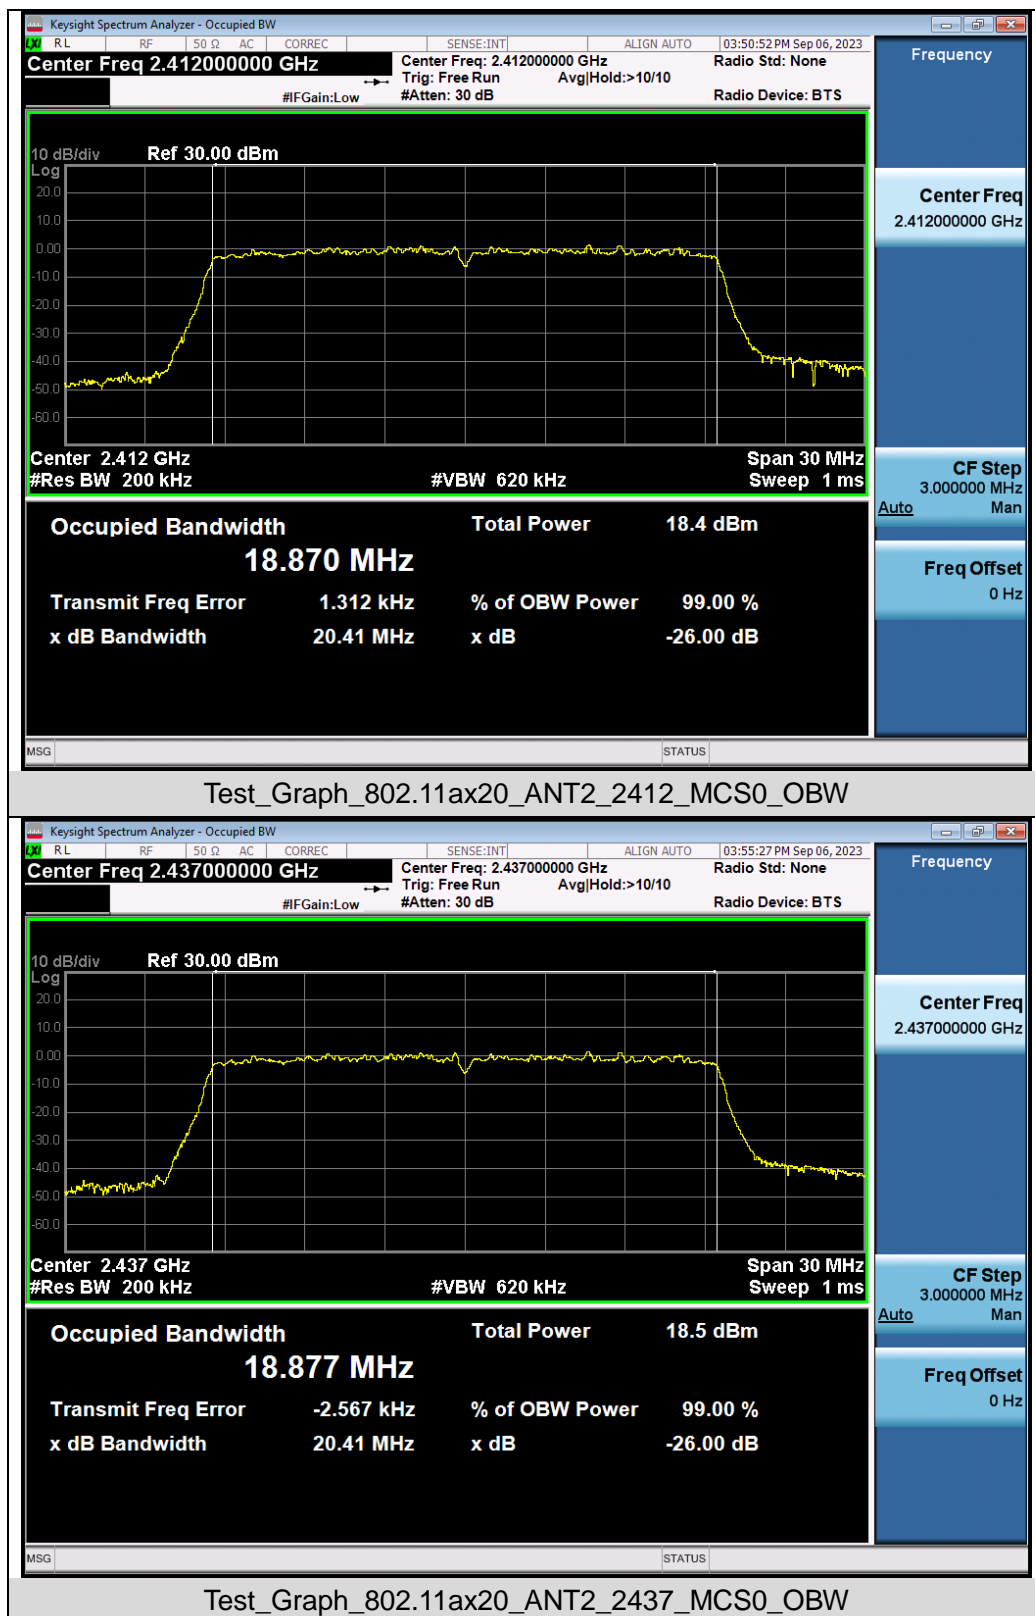 Keysight Spectrum Analyzer - Occupied BW
LXI RL RF 50 Ω AC CORREC SENSE:INT ALIGN AUTO 03:50:52 PM Sep 06, 2023
Center Freq 2.412000000 GHz
Center Freq: 2.412000000 GHz
Radio Std: None
Trig: Free Run Avg|Hold:>10/10
#IFGain:Low
#Atten: 30 dB
Radio Device: BTS
Frequency
10 dB/div Ref 30.00 dBm
Log
20.0
10.0
0.00
-10.0
-20.0
-30.0
-40.0
-50.0
-60.0
Center 2.412 GHz Span 30 MHz
#Res BW 200 kHz #VBW 620 kHz Sweep 1 ms
Center Freq
2.412000000 GHz
CF Step
3.000000 MHz
Auto Man
Freq Offset
0 Hz
Occupied Bandwidth Total Power 18.4 dBm
18.870 MHz
Transmit Freq Error 1.312 kHz % of OBW Power 99.00 %
x dB Bandwidth 20.41 MHz x dB -26.00 dB
MSG STATUS
Test_Graph_802.11ax20_ANT2_2412_MCS0_OBW
Keysight Spectrum Analyzer - Occupied BW
LXI RL RF 50 Ω AC CORREC SENSE:INT ALIGN AUTO 03:55:27 PM Sep 06, 2023
Center Freq 2.437000000 GHz
Center Freq: 2.437000000 GHz
Radio Std: None
Trig: Free Run Avg|Hold:>10/10
#IFGain:Low
#Atten: 30 dB
Radio Device: BTS
Frequency
10 dB/div Ref 30.00 dBm
Log
20.0
10.0
0.00
-10.0
-20.0
-30.0
-40.0
-50.0
-60.0
Center 2.437 GHz Span 30 MHz
#Res BW 200 kHz #VBW 620 kHz Sweep 1 ms
Center Freq
2.437000000 GHz
CF Step
3.000000 MHz
Auto Man
Freq Offset
0 Hz
Occupied Bandwidth Total Power 18.5 dBm
18.877 MHz
Transmit Freq Error -2.567 kHz % of OBW Power 99.00 %
x dB Bandwidth 20.41 MHz x dB -26.00 dB
MSG STATUS
Test_Graph_802.11ax20_ANT2_2437_MCS0_OBW